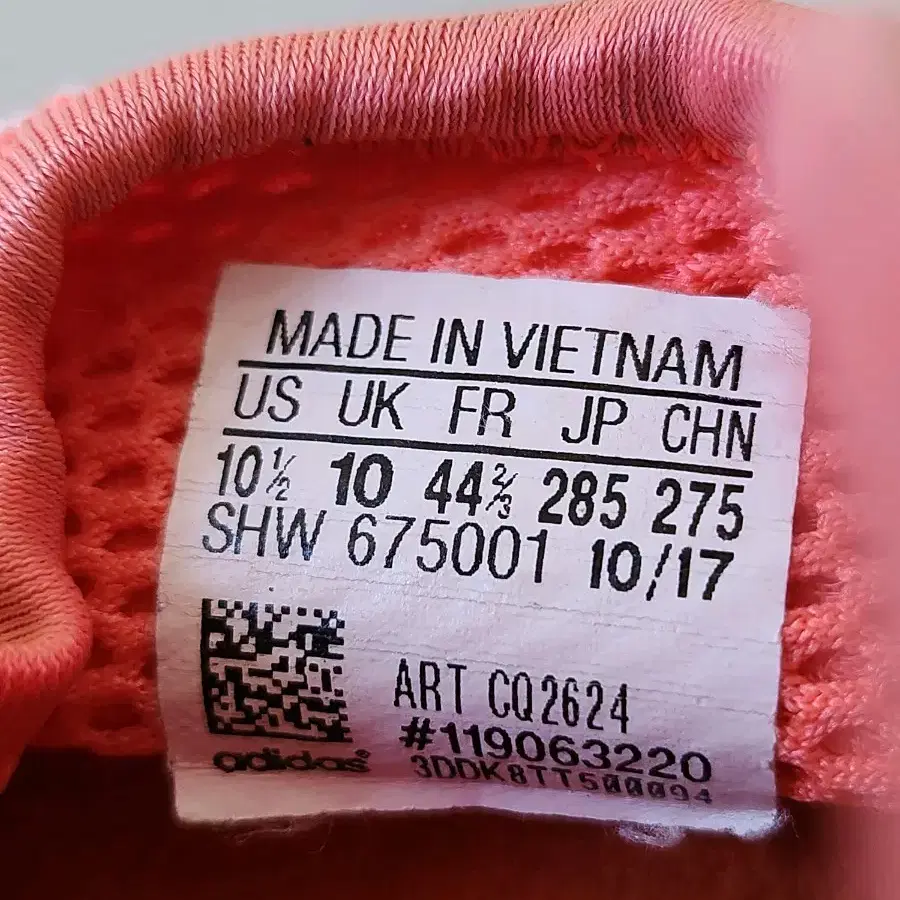 MADE IN VIETNAM
US UK FR JP CHN
10½ 10 44⅔ 285 275
SHW 675001 10/17
ART CQ2624
#119063220
adidas®
3DDK8TT500094